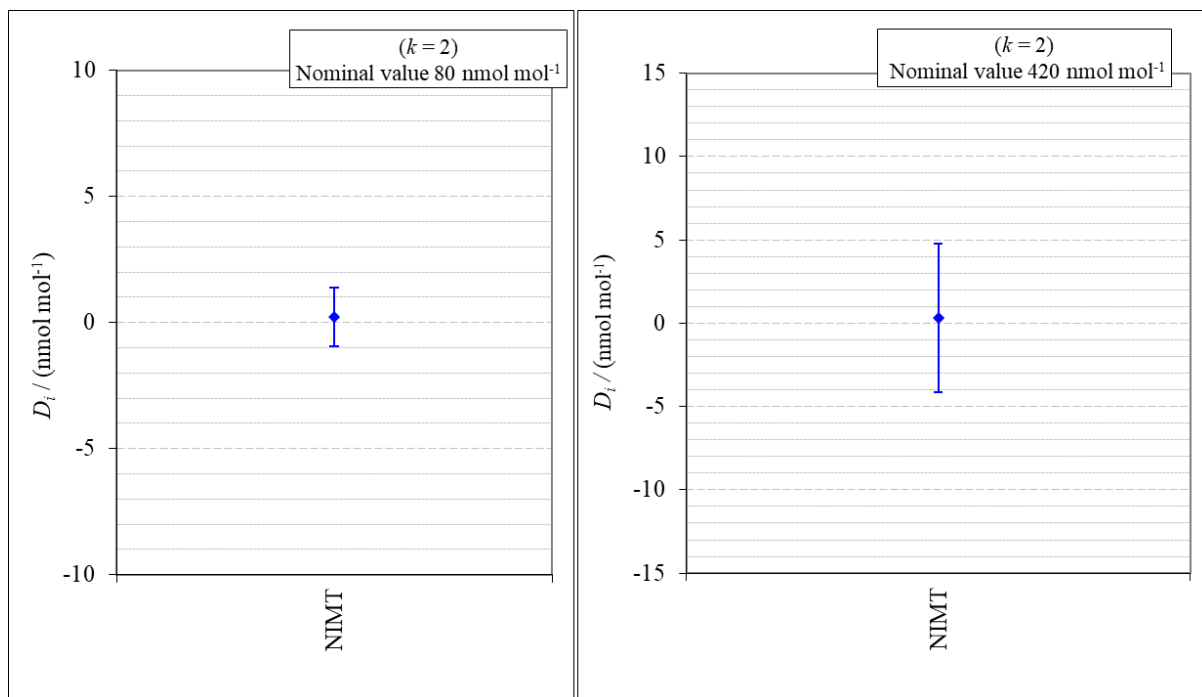 (k = 2)
Nominal value 80 nmol mol⁻¹
10
5
0
-5
-10
Dᵢ / (nmol mol⁻¹)
NIMT
(k = 2)
Nominal value 420 nmol mol⁻¹
15
10
5
0
-5
-10
-15
Dᵢ / (nmol mol⁻¹)
NIMT